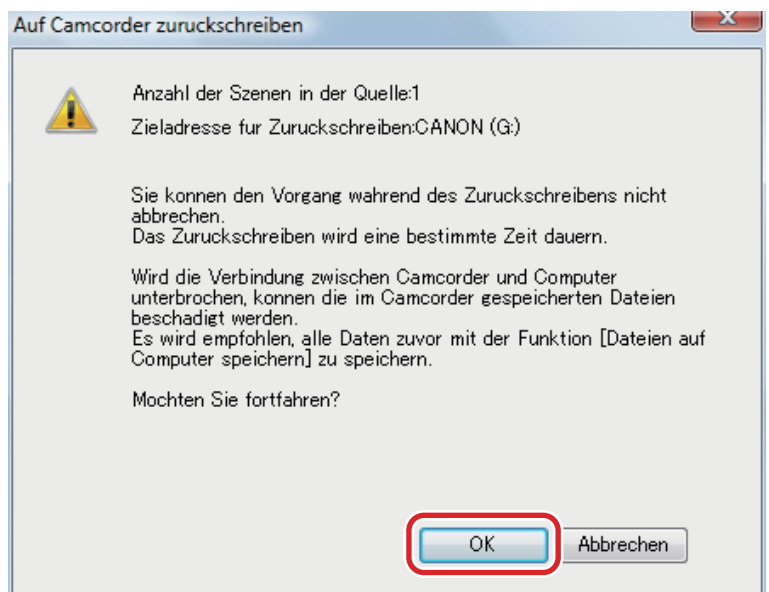 Auf Camcorder zuruckschreiben
Anzahl der Szenen in der Quelle:1
Zieladresse fur Zuruckschreiben:CANON (G:)
Sie konnen den Vorgang wahrend des Zuruckschreibens nicht
abbrechen.
Das Zuruckschreiben wird eine bestimmte Zeit dauern.
Wird die Verbindung zwischen Camcorder und Computer
unterbrochen, konnen die im Camcorder gespeicherten Dateien
beschadigt werden.
Es wird empfohlen, alle Daten zuvor mit der Funktion [Dateien auf
Computer speichern] zu speichern.
Mochten Sie fortfahren?
OK Abbrechen